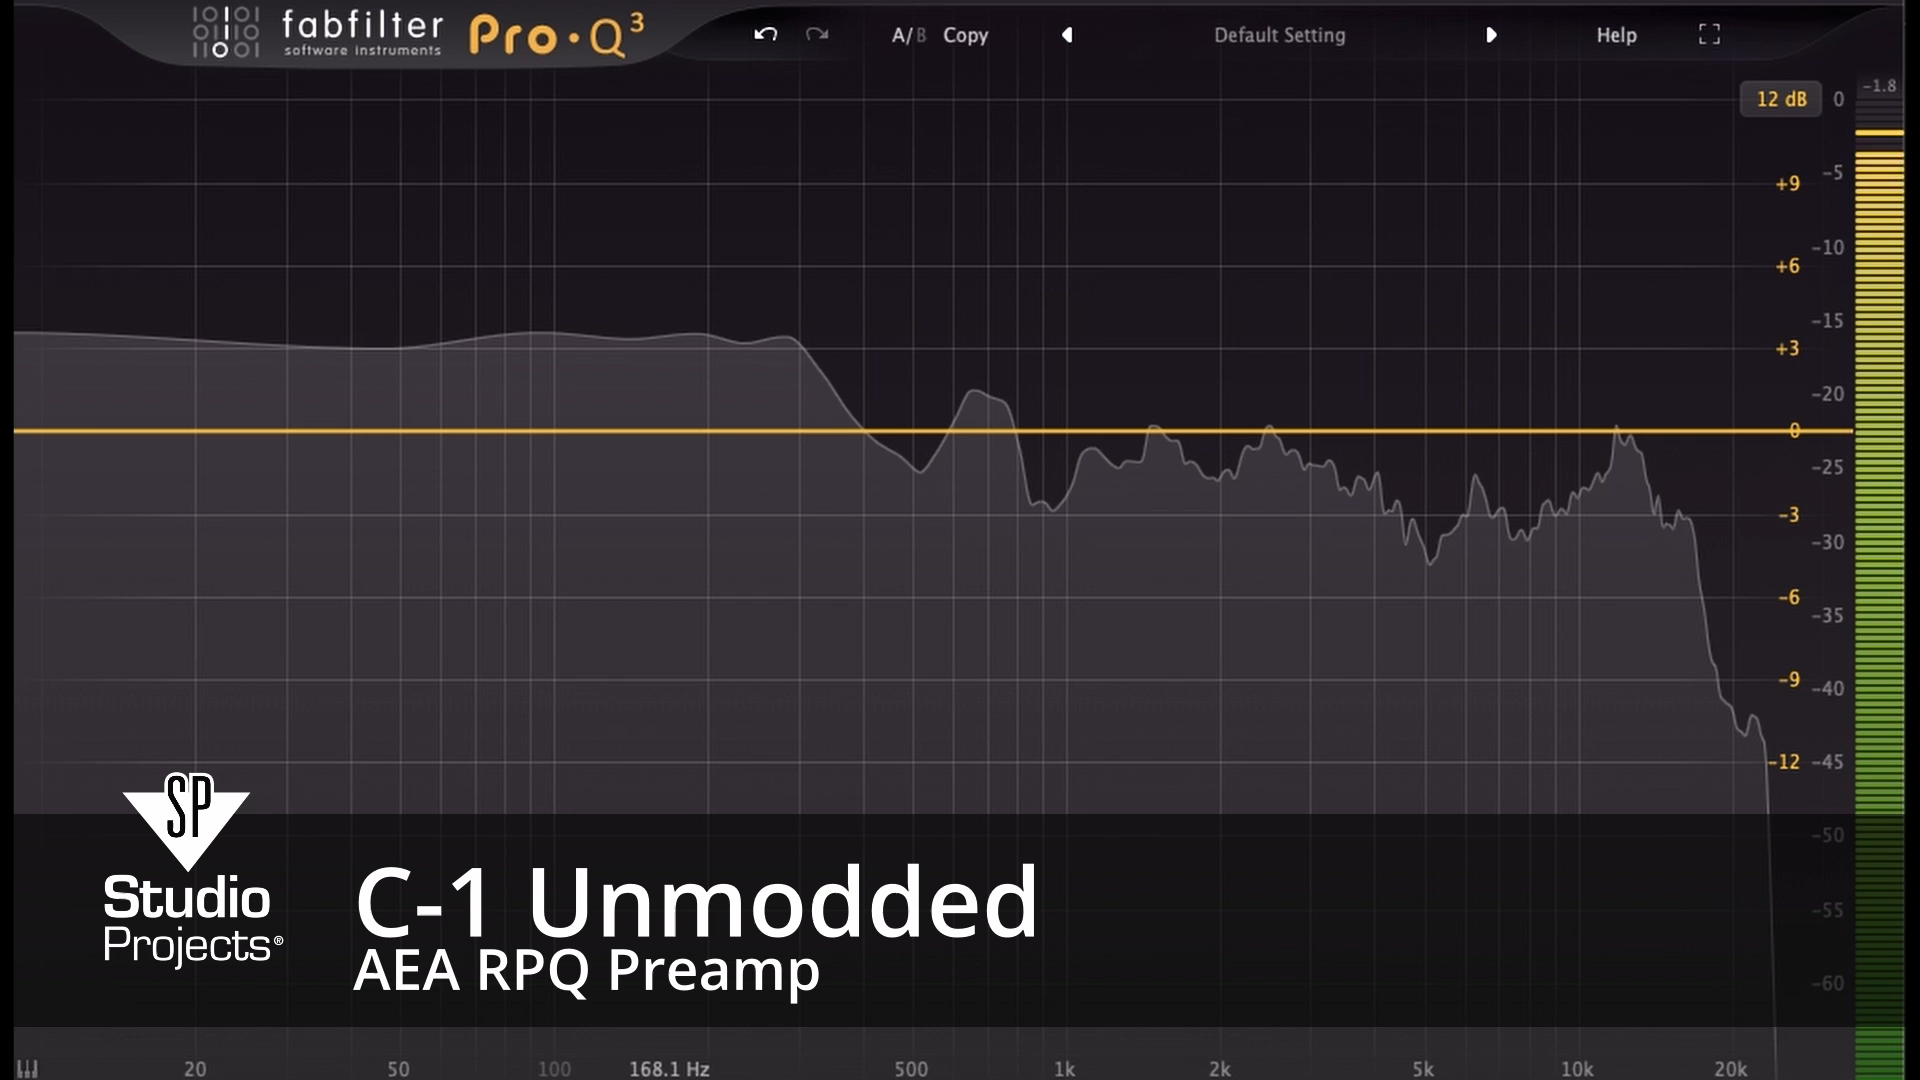 fabfilter
software instruments
Pro·Q³
A/B Copy
Default Setting
Help
12 dB
0
-1.8
+9
-5
+6
-10
+3
-15
-20
0
-25
-3
-30
-6
-35
-9
-40
-12
-45
-50
-55
-60
SP
Studio
Projects®
C-1 Unmodded
AEA RPQ Preamp
20 50 100 168.1 Hz 500 1k 2k 5k 10k 20k